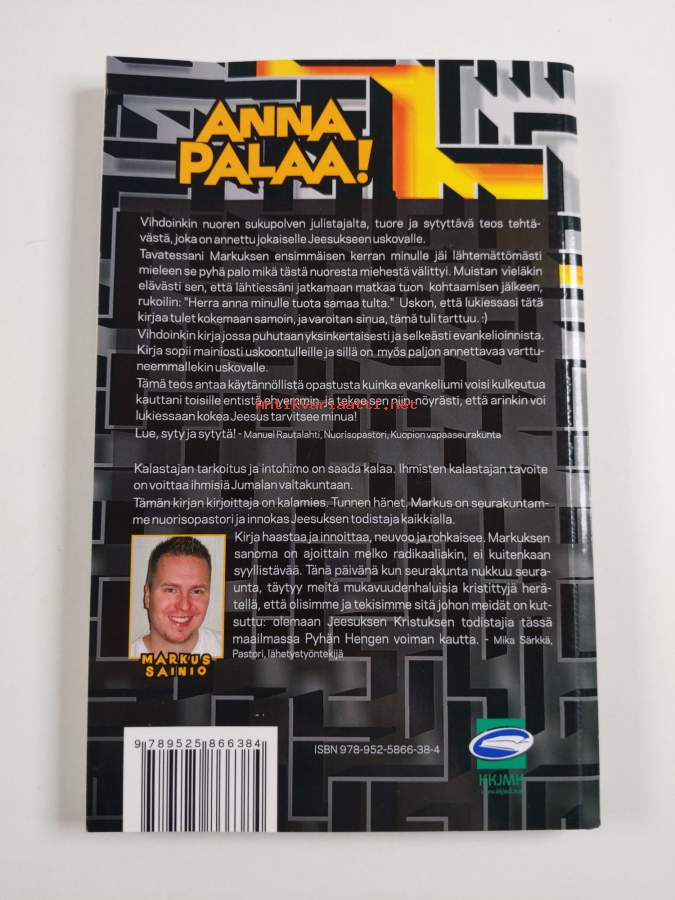 ANNA
PALAA!
Vihdoinkin nuoren sukupolven julistajalta, tuore ja sytyttävä teos tehtä-
västä, joka on annettu jokaiselle Jeesukseen uskovalle.
Tavatessani Markuksen ensimmäisen kerran minulle jäi lähtemättömästi
mieleen se pyhä palo mikä tästä nuoresta miehestä välittyi. Muistan vieläkin
elävästi sen, että lähtiessäni jatkamaan matkaa tuon kohtaamisen jälkeen,
rukoilin: "Herra anna minulle tuota samaa tulta." Uskon, että lukiessasi tätä
kirjaa tulet kokemaan samoin, ja varoitan sinua, tämä tuli tarttuu. :)
Vihdoinkin kirja jossa puhutaan yksinkertaisesti ja selkeästi evankelioinnista.
Kirja sopii mainiosti uskoontulleille ja sillä on myös paljon annettavaa varttu-
neemmallekin uskovalle.
Tämä teos antaa käytännöllistä opastusta kuinka evankeliumi voisi kulkeutua
kauttani toisille entistä ehyemmin, ja tekee sen niin nöyrästi, että arinkin voi
Antikvariaatti.net
lukiessaan kokea Jeesus tarvitsee minua!
Lue, syty ja sytytä! - Manuel Rautalahti, Nuorisopastori, Kuopion vapaaseurakunta
Kalastajan tarkoitus ja intohimo on saada kalaa. Ihmisten kalastajan tavoite
on voittaa ihmisiä Jumalan valtakuntaan.
Tämän kirjan kirjoittaja on kalamies. Tunnen hänet. Markus on seurakuntam-
me nuorisopastori ja innokas Jeesuksen todistaja kaikkialla.
Kirja haastaa ja innoittaa, neuvoo ja rohkaisee. Markuksen
sanoma on ajoittain melko radikaaliakin, ei kuitenkaan
syyllistävää. Tänä päivänä kun seurakunta nukkuu seura-
unta, täytyy meitä mukavuudenhaluisia kristittyjä herä-
tellä, että olisimme ja tekisimme sitä johon meidät on kut-
suttu: olemaan Jeesuksen Kristuksen todistajia tässä
maailmassa Pyhän Hengen voiman kautta. - Mika Särkkä,
Pastori, lähetystyöntekijä
MARKUS
SAINIO
ISBN 978-952-5866-38-4
9 789525 866384
KKJMK